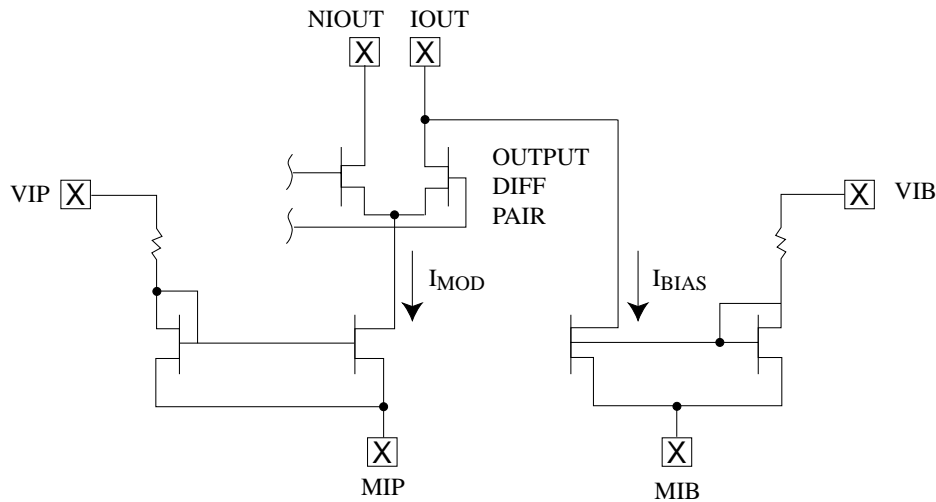 NIOUT IOUT
X X
OUTPUT
DIFF
PAIR
VIP X
X VIB
IMOD
IBIAS
X
MIP
X
MIB